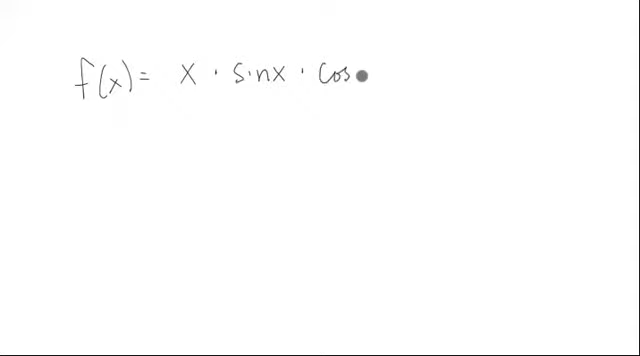 f(x) = x · sinx · cos